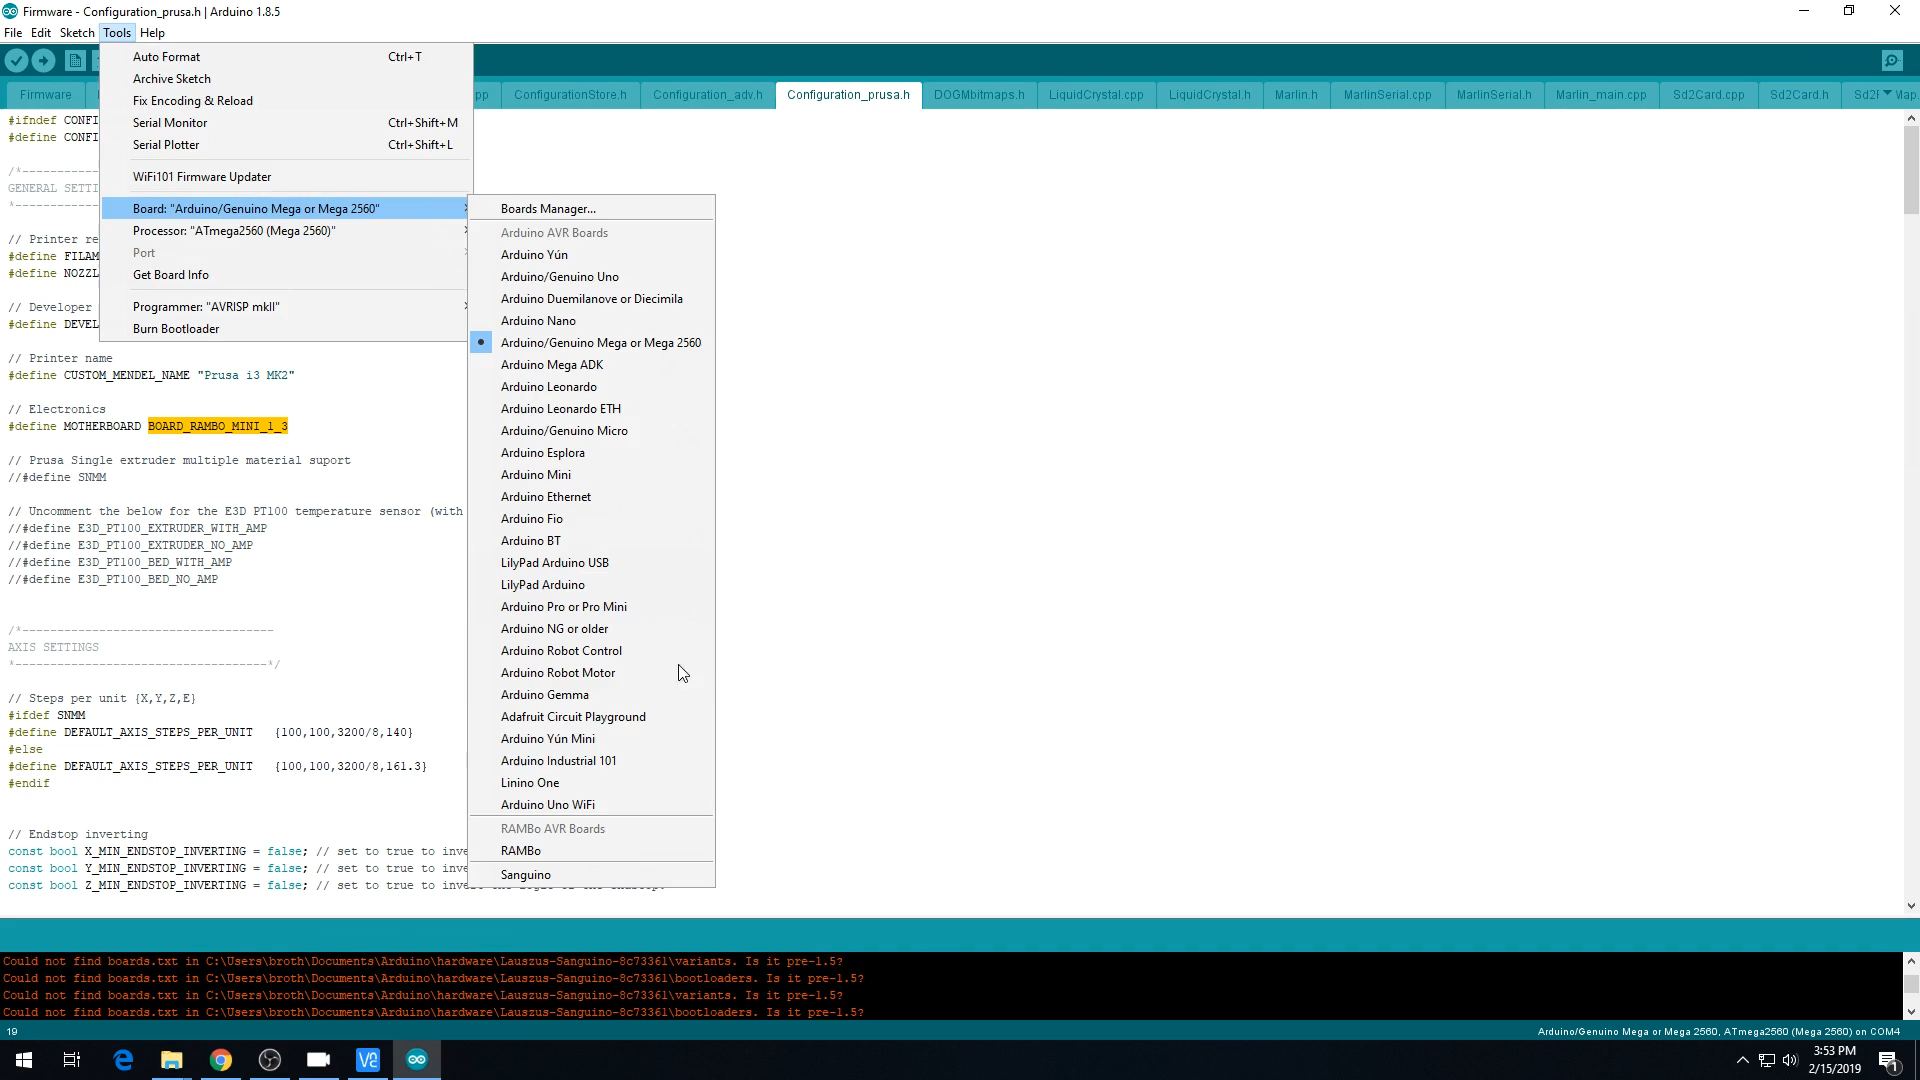 Firmware - Configuration_prusa.h | Arduino 1.8.5
File Edit Sketch Tools Help
Firmware
pp
ConfigurationStore.h
Configuration_adv.h
Configuration_prusa.h
DOGMbitmaps.h
LiquidCrystal.cpp
LiquidCrystal.h
Marlin.h
MarlinSerial.cpp
MarlinSerial.h
Marlin_main.cpp
Sd2Card.cpp
Sd2Card.h
Auto Format Ctrl+T
Archive Sketch
Fix Encoding & Reload
Serial Monitor Ctrl+Shift+M
Serial Plotter Ctrl+Shift+L
WiFi101 Firmware Updater
Board: "Arduino/Genuino Mega or Mega 2560"
Processor: "ATmega2560 (Mega 2560)"
Port
Get Board Info
Programmer: "AVRISP mkII"
Burn Bootloader
Boards Manager...
Arduino AVR Boards
Arduino Yún
Arduino/Genuino Uno
Arduino Duemilanove or Diecimila
Arduino Nano
Arduino/Genuino Mega or Mega 2560
Arduino Mega ADK
Arduino Leonardo
Arduino Leonardo ETH
Arduino/Genuino Micro
Arduino Esplora
Arduino Mini
Arduino Ethernet
Arduino Fio
Arduino BT
LilyPad Arduino USB
LilyPad Arduino
Arduino Pro or Pro Mini
Arduino NG or older
Arduino Robot Control
Arduino Robot Motor
Arduino Gemma
Adafruit Circuit Playground
Arduino Yún Mini
Arduino Industrial 101
Linino One
Arduino Uno WiFi
RAMBo AVR Boards
RAMBo
Sanguino
#ifndef CONFI
#define CONFI
/*------------
GENERAL SETTI
*------------
// Printer re
#define FILAM
#define NOZZL
// Developer
#define DEVEL
// Printer name
#define CUSTOM_MENDEL_NAME "Prusa i3 MK2"
// Electronics
#define MOTHERBOARD BOARD_RAMBO_MINI_1_3
// Prusa Single extruder multiple material suport
//#define SNMM
// Uncomment the below for the E3D PT100 temperature sensor (with
//#define E3D_PT100_EXTRUDER_WITH_AMP
//#define E3D_PT100_EXTRUDER_NO_AMP
//#define E3D_PT100_BED_WITH_AMP
//#define E3D_PT100_BED_NO_AMP
/*------------------------------------
AXIS SETTINGS
*------------------------------------*/
// Steps per unit {X,Y,Z,E}
#ifdef SNMM
#define DEFAULT_AXIS_STEPS_PER_UNIT {100,100,3200/8,140}
#else
#define DEFAULT_AXIS_STEPS_PER_UNIT {100,100,3200/8,161.3}
#endif
// Endstop inverting
const bool X_MIN_ENDSTOP_INVERTING = false; // set to true to inve
const bool Y_MIN_ENDSTOP_INVERTING = false; // set to true to inve
const bool Z_MIN_ENDSTOP_INVERTING = false; // set to true to inve
Could not find boards.txt in C:\Users\broth\Documents\Arduino\hardware\Lauszus-Sanguino-8c73361\variants. Is it pre-1.5?
Could not find boards.txt in C:\Users\broth\Documents\Arduino\hardware\Lauszus-Sanguino-8c73361\bootloaders. Is it pre-1.5?
Could not find boards.txt in C:\Users\broth\Documents\Arduino\hardware\Lauszus-Sanguino-8c73361\variants. Is it pre-1.5?
Could not find boards.txt in C:\Users\broth\Documents\Arduino\hardware\Lauszus-Sanguino-8c73361\bootloaders. Is it pre-1.5?
19
Arduino/Genuino Mega or Mega 2560, ATmega2560 (Mega 2560) on COM4
3:53 PM
2/15/2019
1